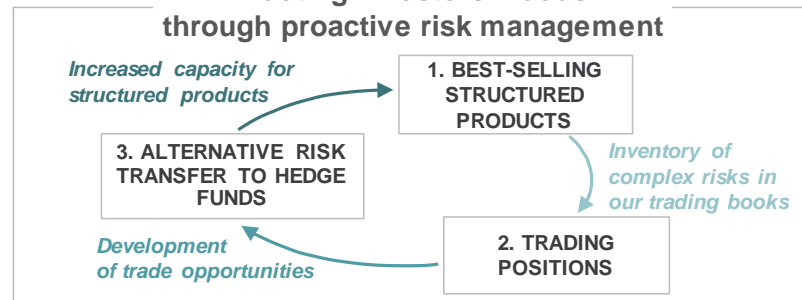 through proactive risk management
Increased capacity for
structured products
1. BEST-SELLING
STRUCTURED
PRODUCTS
Inventory of
complex risks in
our trading books
2. TRADING
POSITIONS
Development
of trade opportunities
3. ALTERNATIVE RISK
TRANSFER TO HEDGE
FUNDS